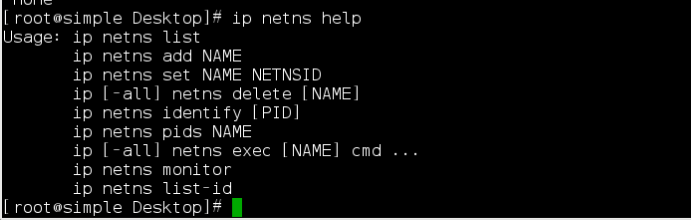 none
[root@simple Desktop]# ip netns help
Usage: ip netns list
       ip netns add NAME
       ip netns set NAME NETNSID
       ip [-all] netns delete [NAME]
       ip netns identify [PID]
       ip netns pids NAME
       ip [-all] netns exec [NAME] cmd ...
       ip netns monitor
       ip netns list-id
[root@simple Desktop]#